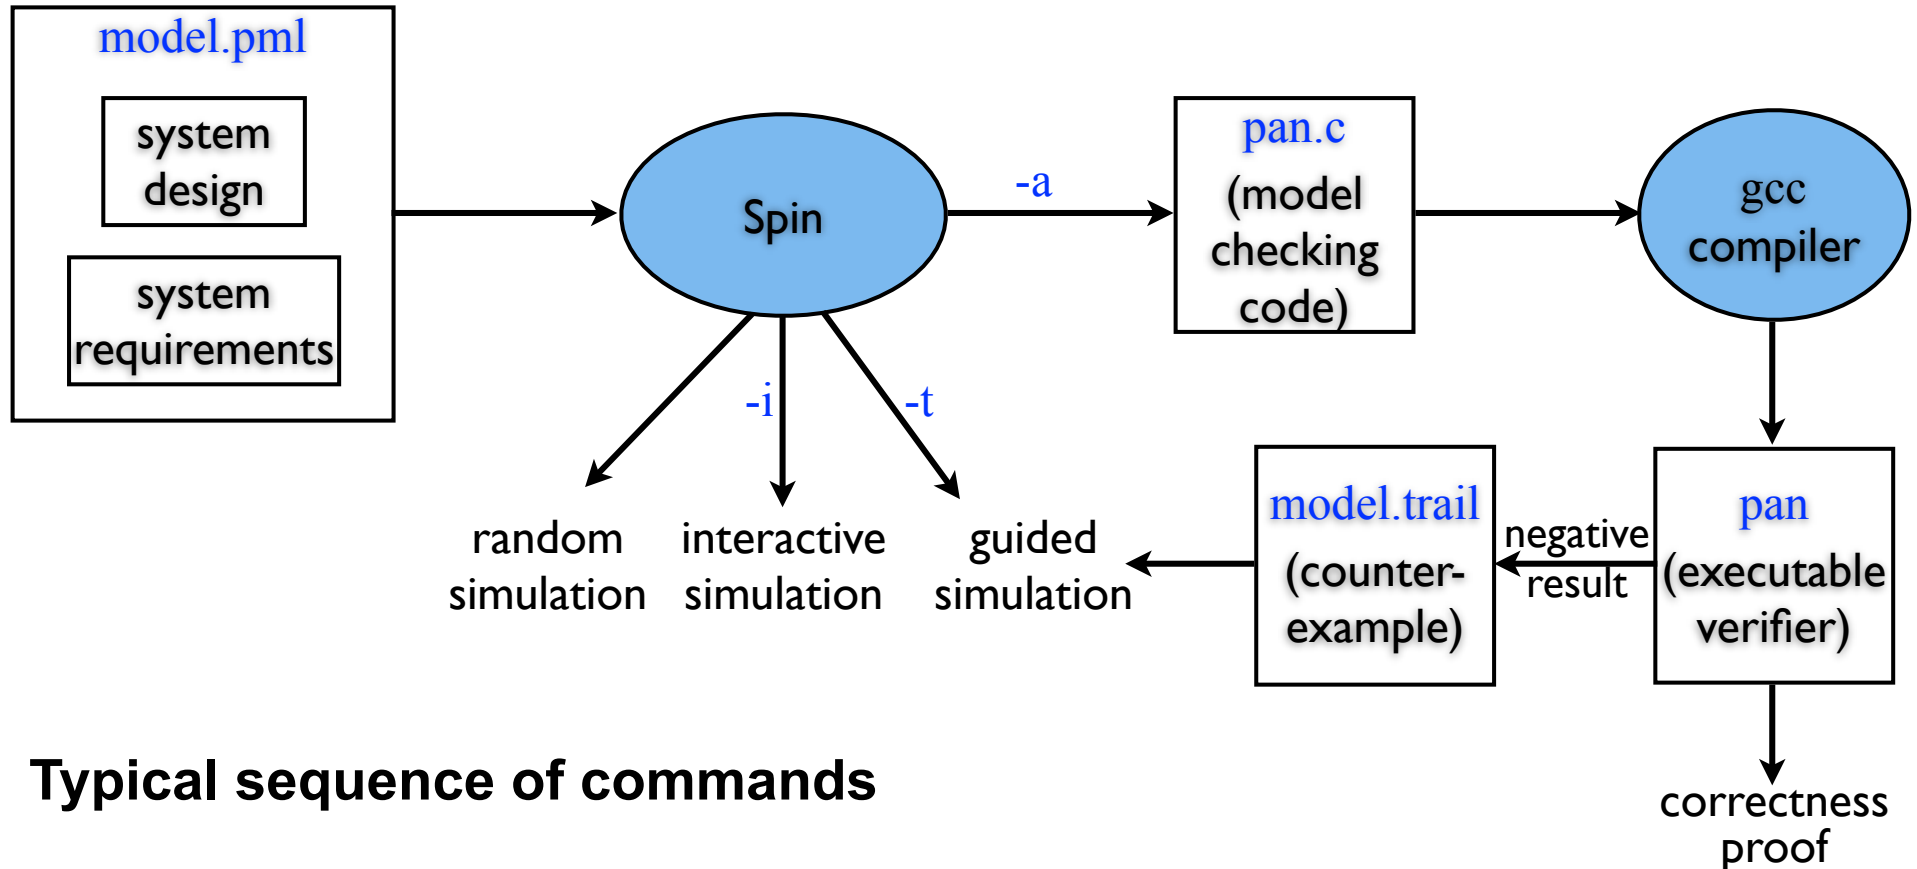 model.pml
system
design
system
requirements
Spin
-a
pan.c
(model
checking
code)
gcc
compiler
-i
-t
random
simulation
interactive
simulation
guided
simulation
model.trail
(counter-
example)
negative
result
pan
(executable
verifier)
correctness
proof
Typical sequence of commands